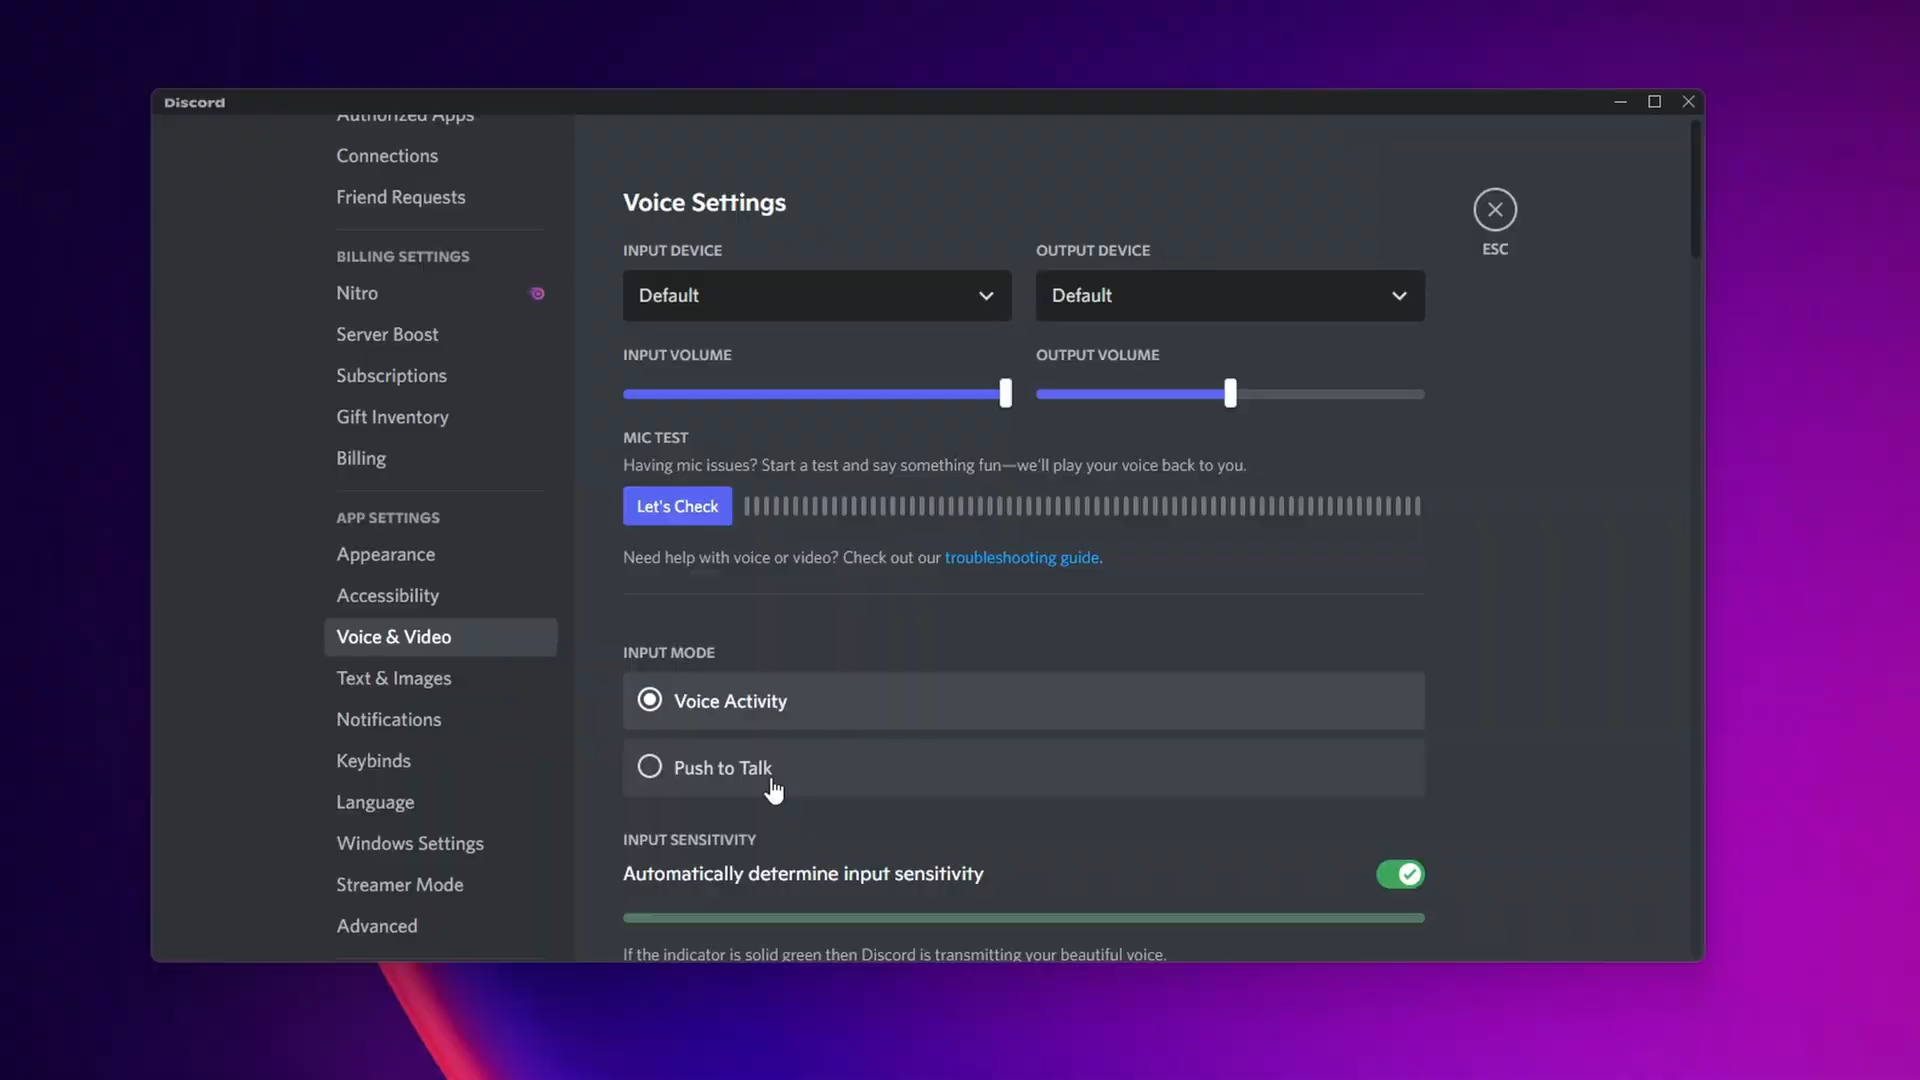 Discord
Authorized Apps
Connections
Friend Requests
BILLING SETTINGS
Nitro
Server Boost
Subscriptions
Gift Inventory
Billing
APP SETTINGS
Appearance
Accessibility
Voice & Video
Text & Images
Notifications
Keybinds
Language
Windows Settings
Streamer Mode
Advanced
Voice Settings
ESC
INPUT DEVICE
OUTPUT DEVICE
Default
Default
INPUT VOLUME
OUTPUT VOLUME
MIC TEST
Having mic issues? Start a test and say something fun—we'll play your voice back to you.
Let's Check
Need help with voice or video? Check out our troubleshooting guide.
INPUT MODE
Voice Activity
Push to Talk
INPUT SENSITIVITY
Automatically determine input sensitivity
If the indicator is solid green then Discord is transmitting your beautiful voice.